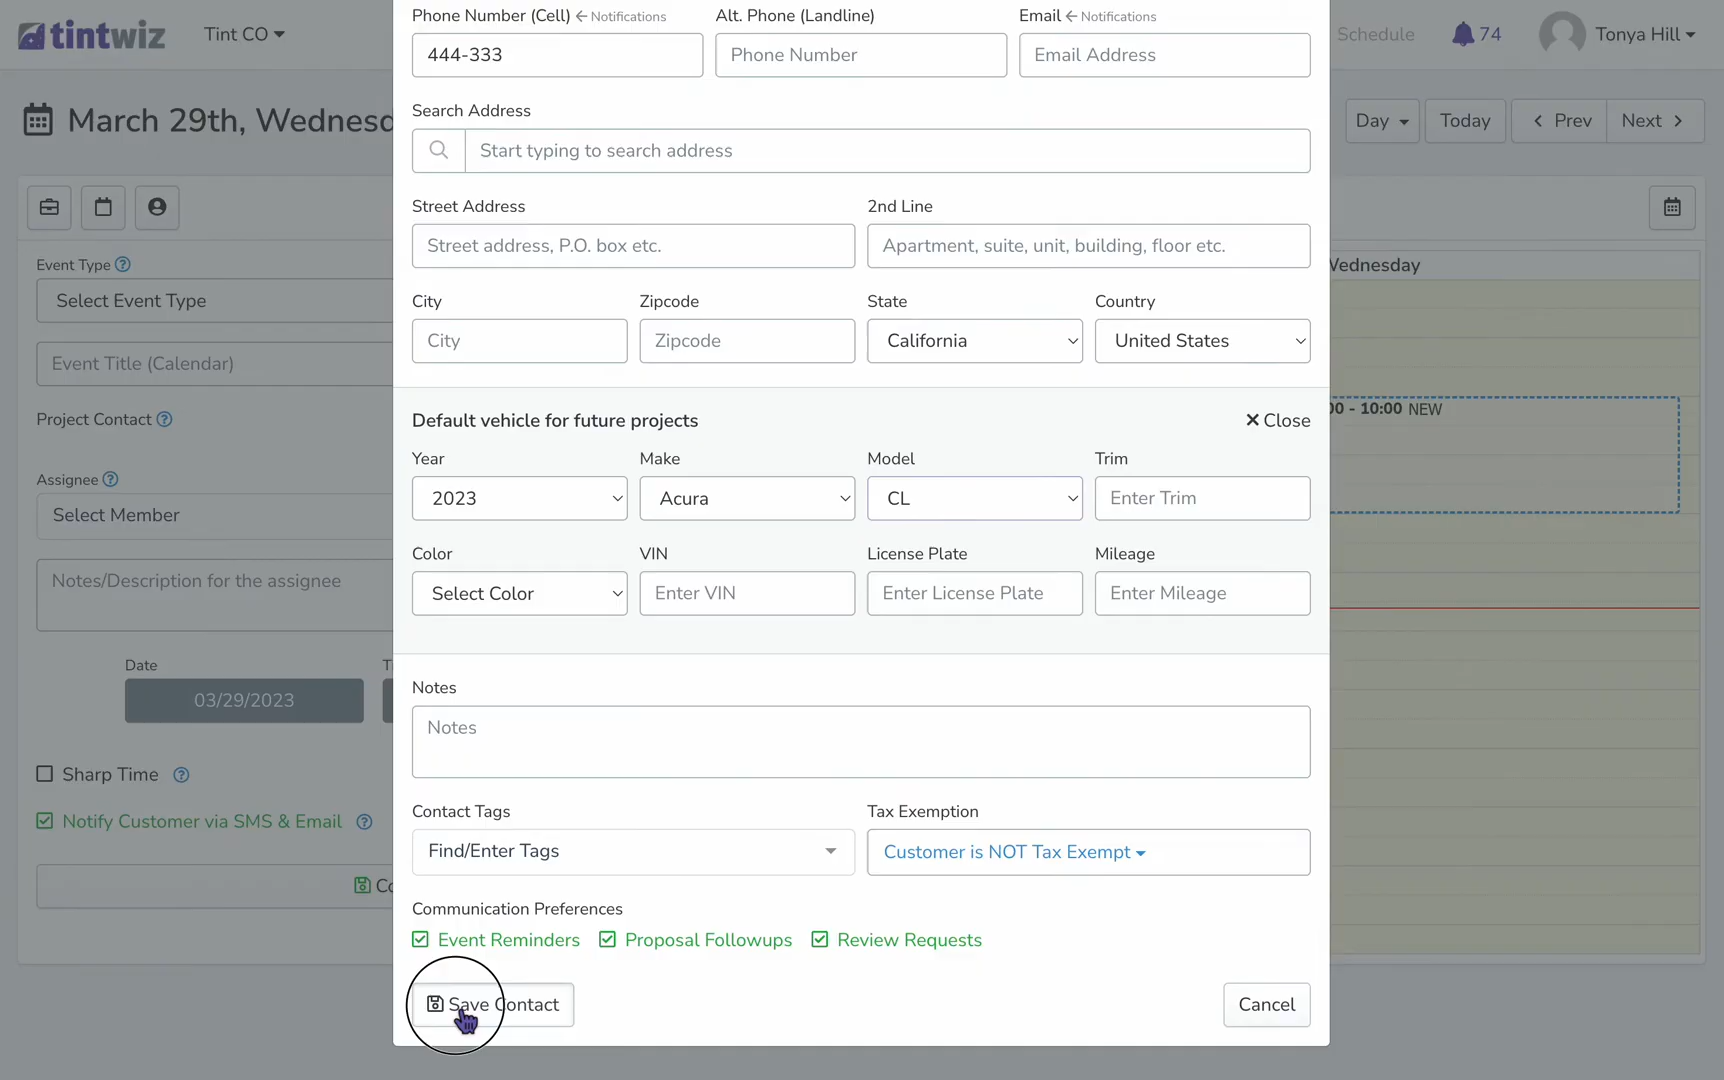 tintwiz
Tint CO
Schedule
74
Tonya Hill
March 29th, Wednesd
Day
Today
Prev
Next
Event Type
Select Event Type
Event Title (Calendar)
Project Contact
Assignee
Select Member
Notes/Description for the assignee
Date
03/29/2023
Sharp Time
Notify Customer via SMS & Email
Co
Phone Number (Cell) ← Notifications
Alt. Phone (Landline)
Email ← Notifications
444-333
Phone Number
Email Address
Search Address
Start typing to search address
Street Address
2nd Line
Street address, P.O. box etc.
Apartment, suite, unit, building, floor etc.
City
Zipcode
State
Country
City
Zipcode
California
United States
Default vehicle for future projects
Close
Year
Make
Model
Trim
2023
Acura
CL
Enter Trim
Color
VIN
License Plate
Mileage
Select Color
Enter VIN
Enter License Plate
Enter Mileage
Notes
Notes
Contact Tags
Tax Exemption
Find/Enter Tags
Customer is NOT Tax Exempt
Communication Preferences
Event Reminders
Proposal Followups
Review Requests
Save Contact
Cancel
Wednesday
00 - 10:00 NEW